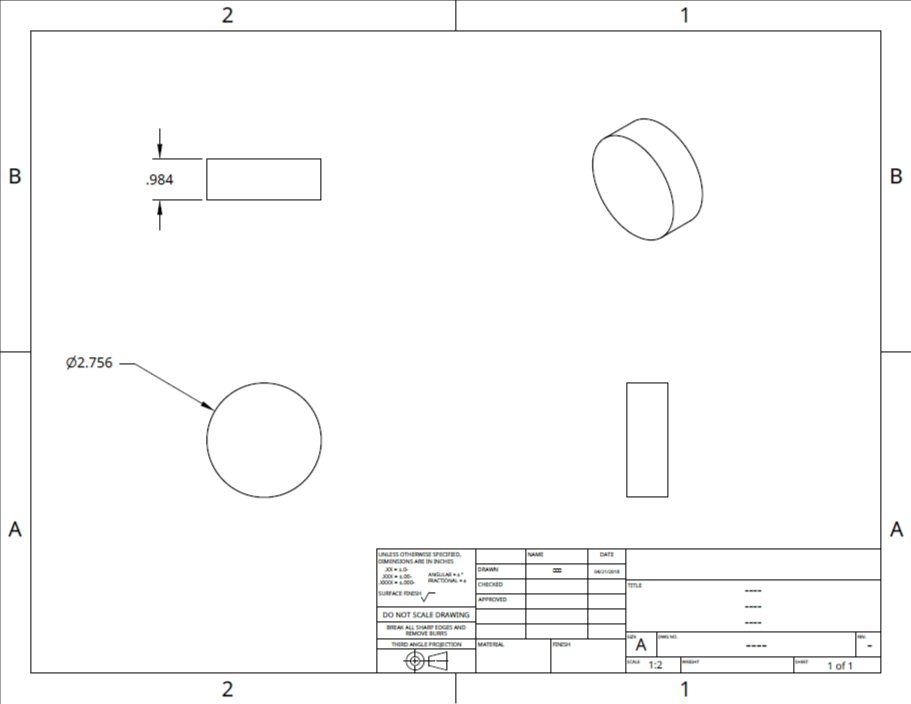 2
1
B
B
.984
Ø2.756
A
A
UNLESS OTHERWISE SPECIFIED,
DIMENSIONS ARE IN INCHES
.XX = ±.0-
.XXX = ±.00-
.XXXX = ±.000-
ANGULAR = ± °
FRACTIONAL = ±
SURFACE FINISH
DO NOT SCALE DRAWING
BREAK ALL SHARP EDGES AND
REMOVE BURRS
THIRD ANGLE PROJECTION
NAME
DATE
DRAWN
04/21/2018
CHECKED
APPROVED
MATERIAL
FINISH
TITLE
----
----
----
SIZE
A
DWG NO.
----
REV.
-
SCALE
1:2
WEIGHT
SHEET
1 of 1
2
1